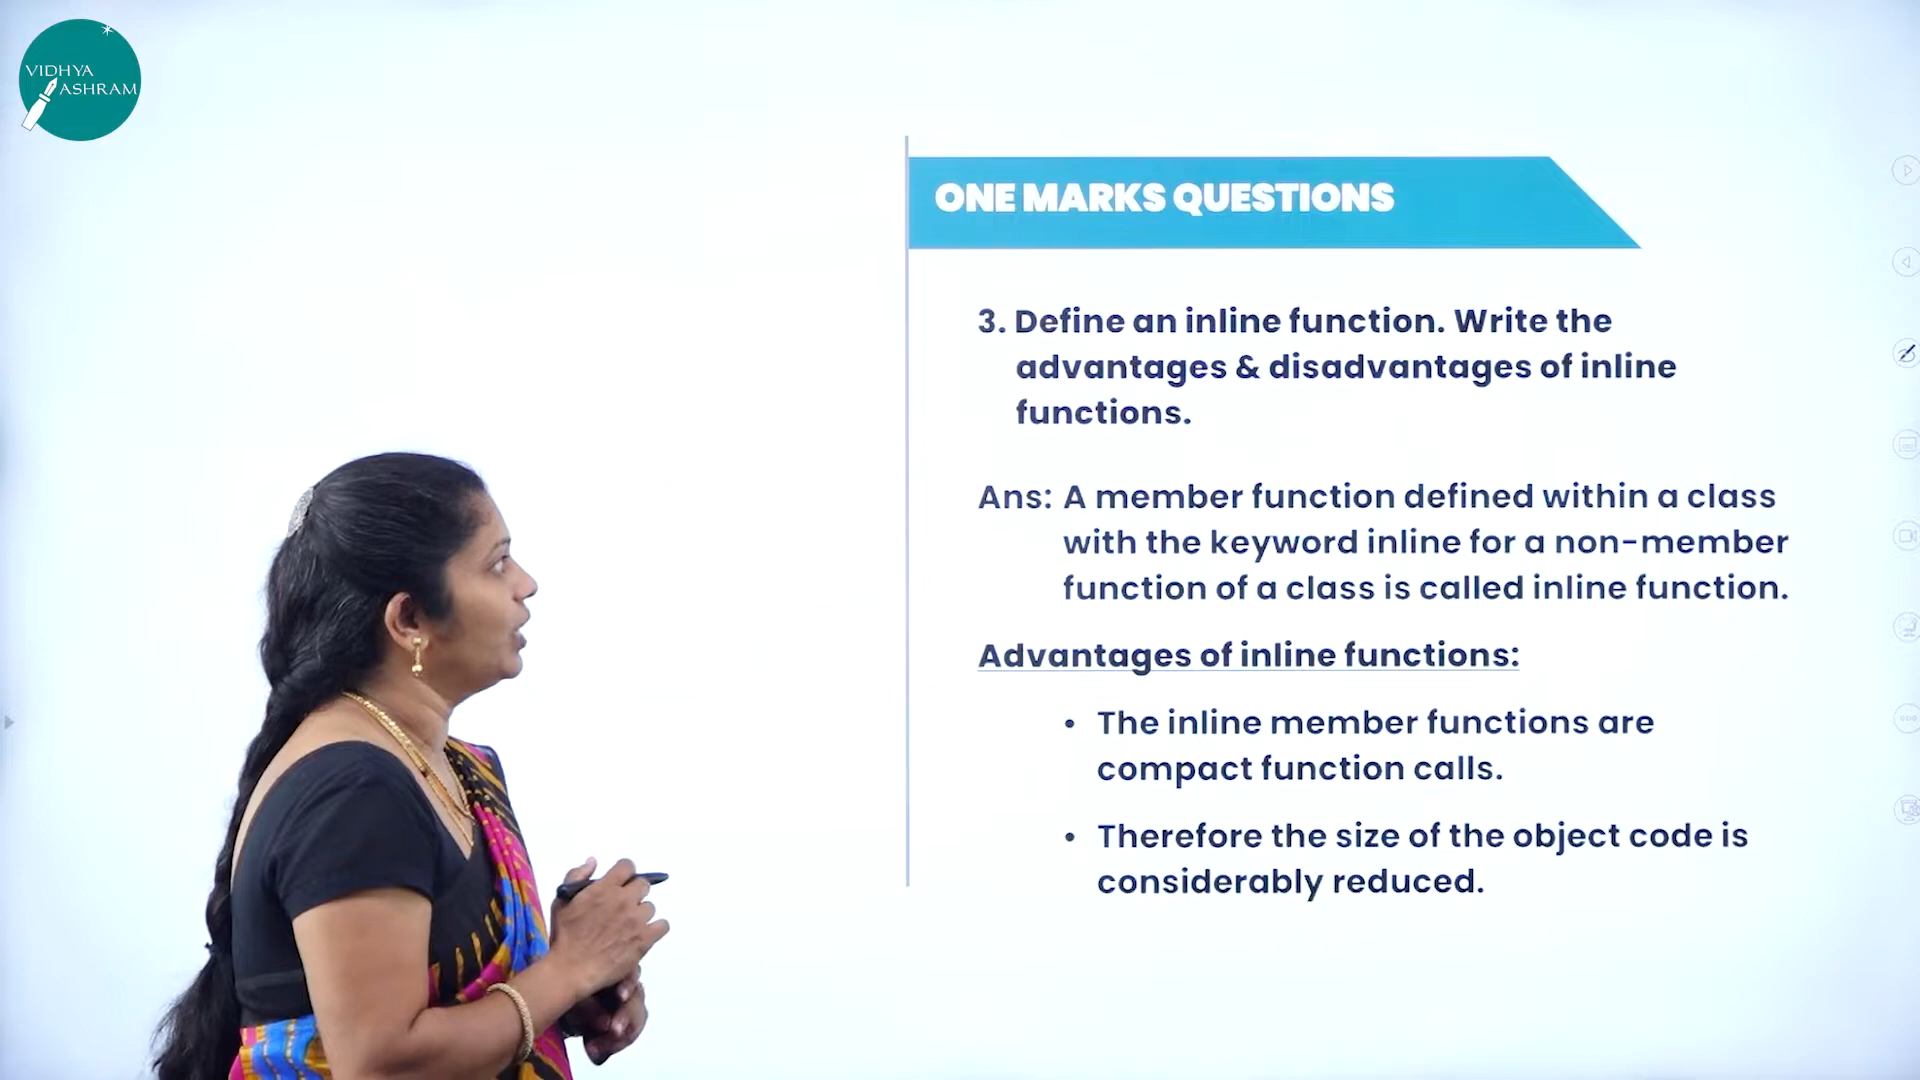 VIDHYA
ASHRAM
ONE MARKS QUESTIONS
3. Define an inline function. Write the
advantages & disadvantages of inline
functions.
Ans: A member function defined within a class
with the keyword inline for a non-member
function of a class is called inline function.
Advantages of inline functions:
• The inline member functions are
compact function calls.
• Therefore the size of the object code is
considerably reduced.